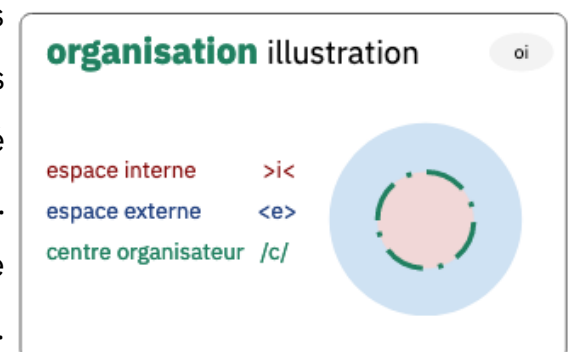 organisation illustration
oi
espace interne >i<
espace externe <e>
centre organisateur /c/